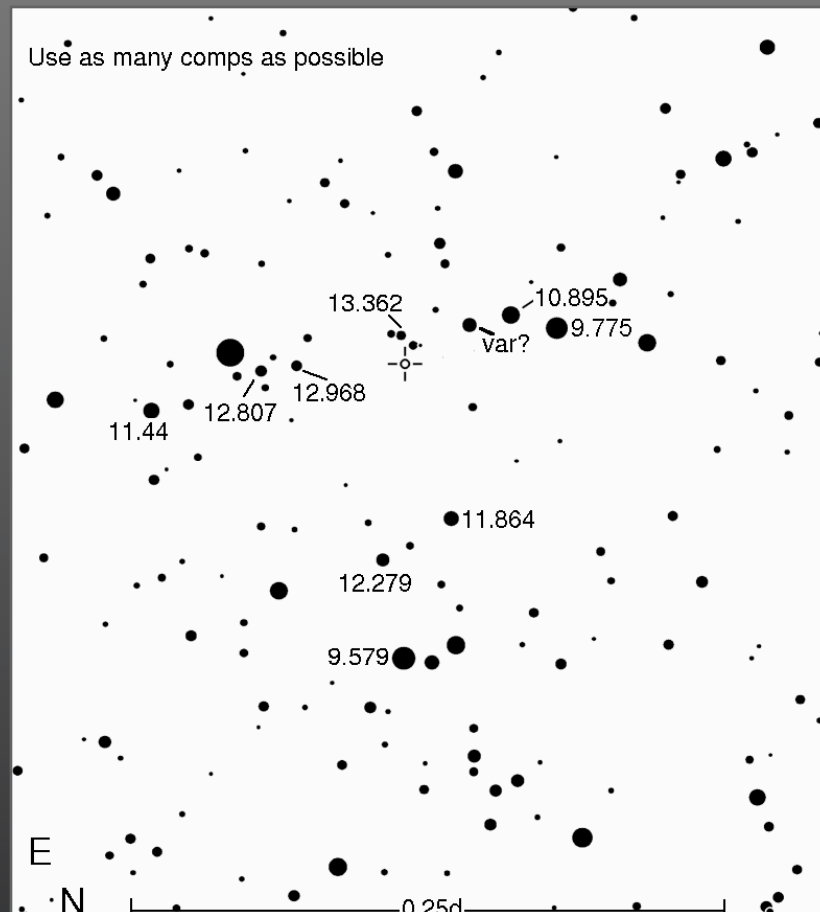 Use as many comps as possible
13.362
10.895
9.775
var?
12.968
12.807
11.44
11.864
12.279
9.579
E
N
0.25d